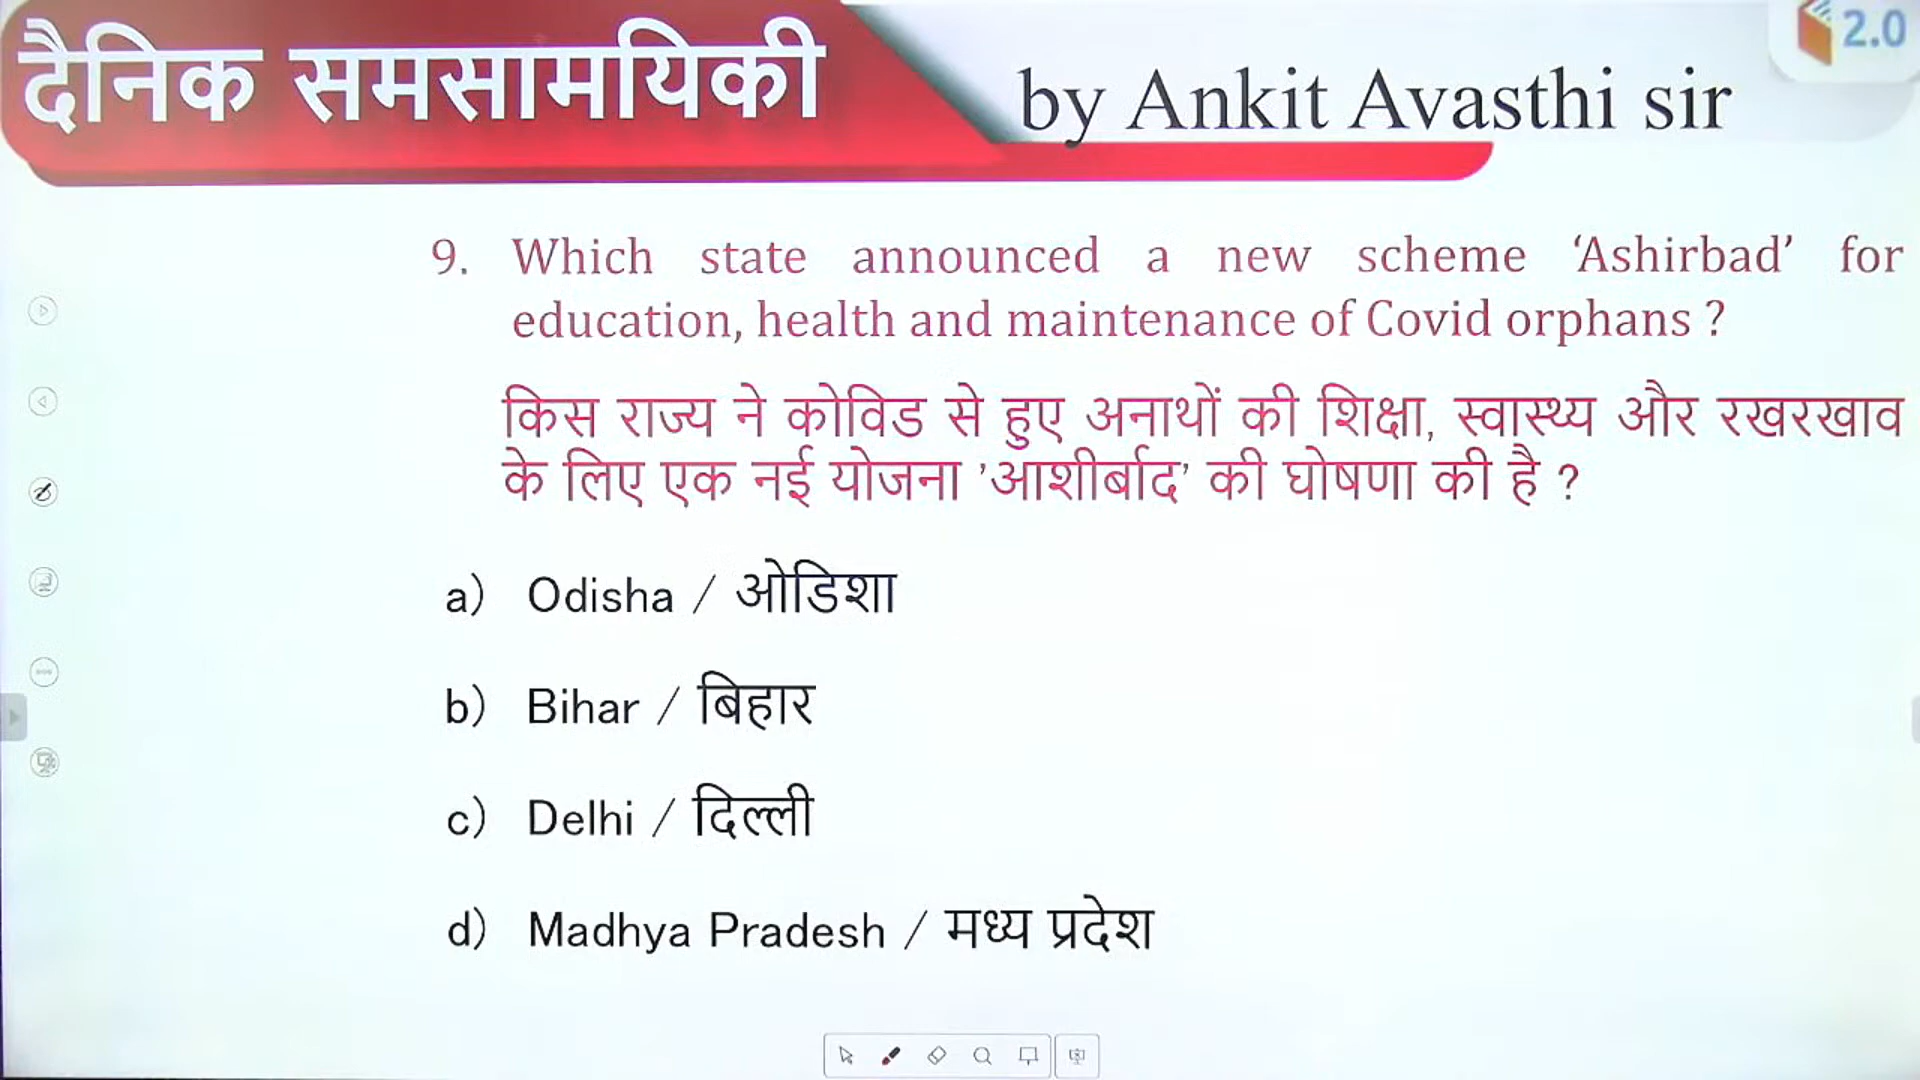 दैनिक समसामयिकी
by Ankit Avasthi sir
2.0
9. Which state announced a new scheme ‘Ashirbad’ for
education, health and maintenance of Covid orphans ?
किस राज्य ने कोविड से हुए अनाथों की शिक्षा, स्वास्थ्य और रखरखाव
के लिए एक नई योजना ’आशीर्बाद’ की घोषणा की है ?
a) Odisha / ओडिशा
b) Bihar / बिहार
c) Delhi / दिल्ली
d) Madhya Pradesh / मध्य प्रदेश